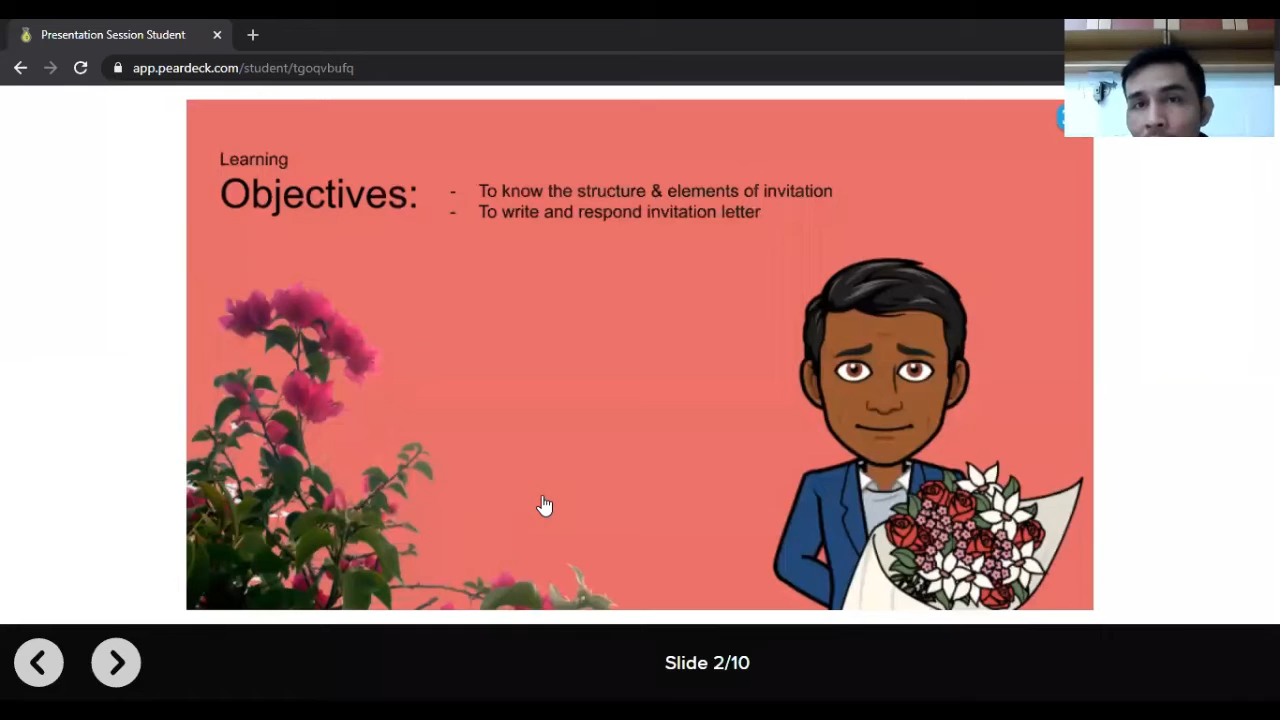 Presentation Session Student
app.peardeck.com/student/tgoqvbufq
Learning
Objectives:
- To know the structure & elements of invitation
- To write and respond invitation letter
Slide 2/10